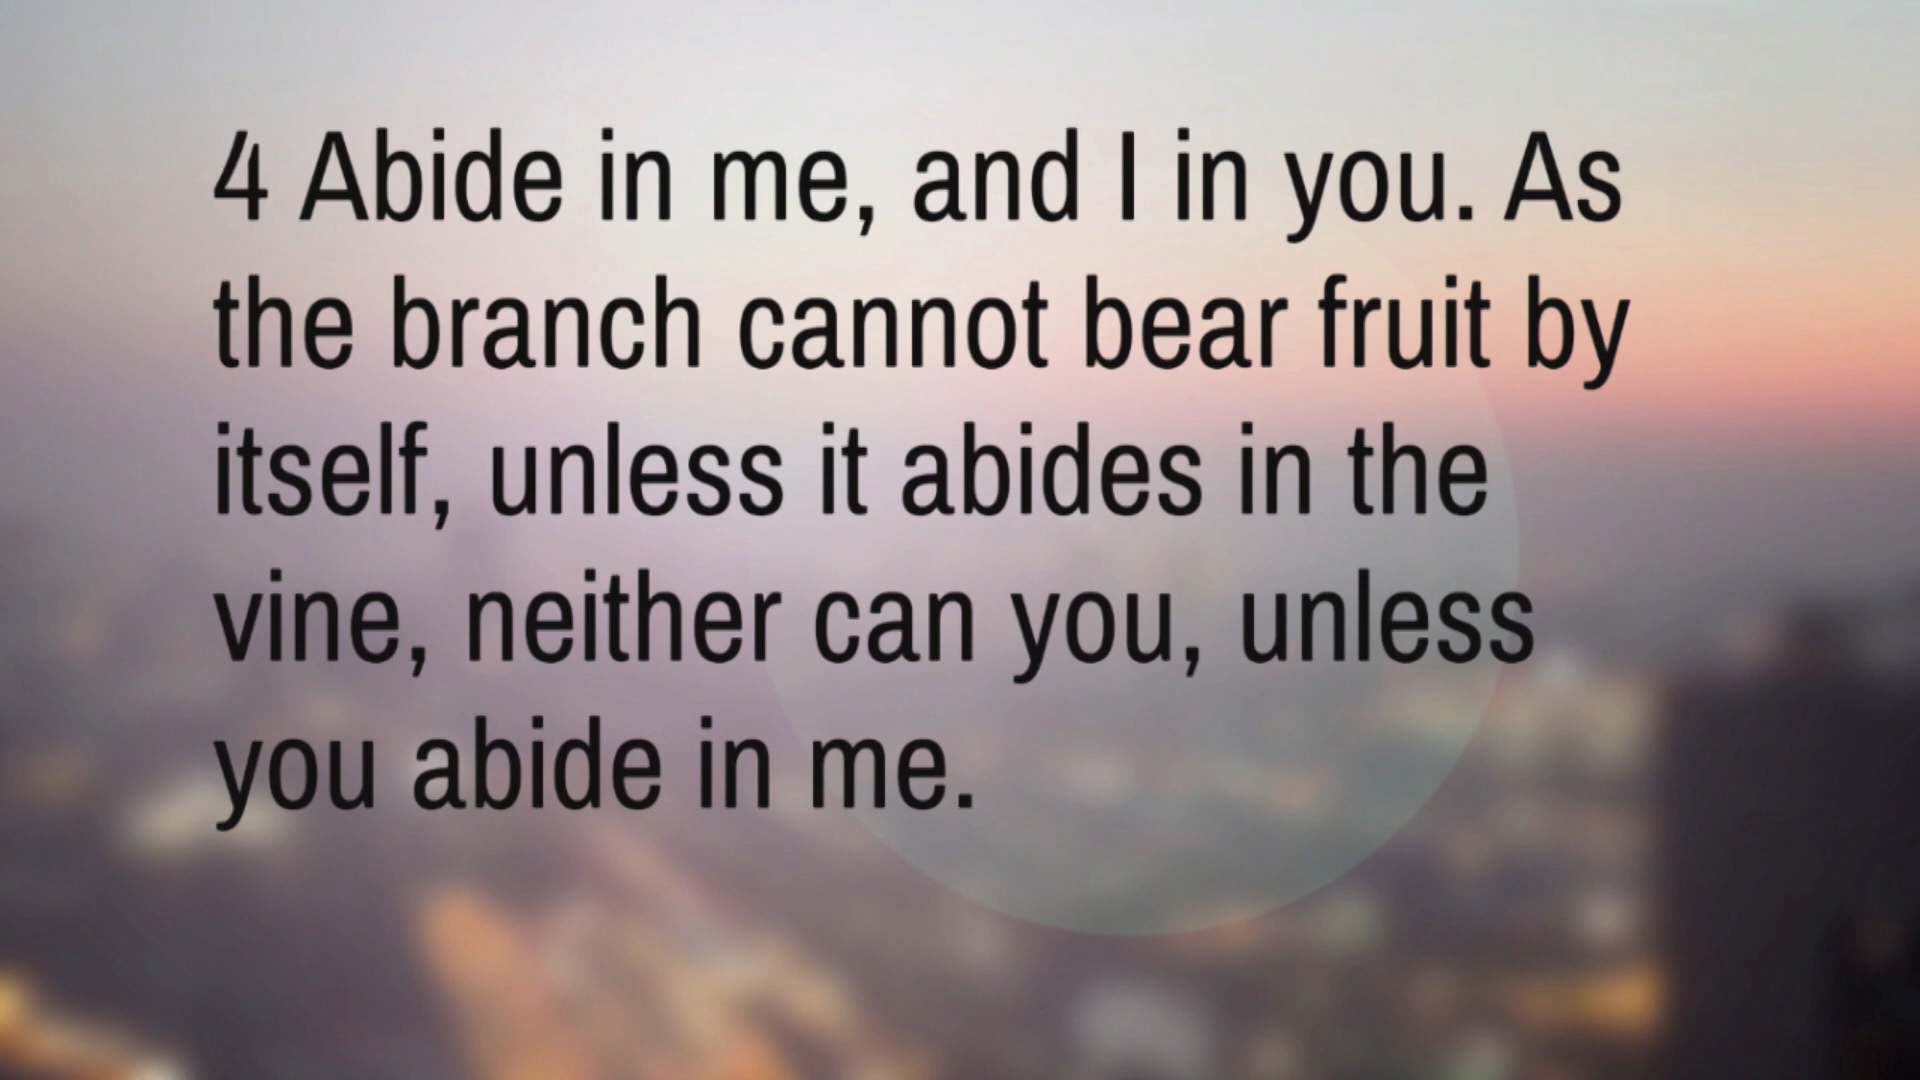 4 Abide in me, and I in you. As
the branch cannot bear fruit by
itself, unless it abides in the
vine, neither can you, unless
you abide in me.